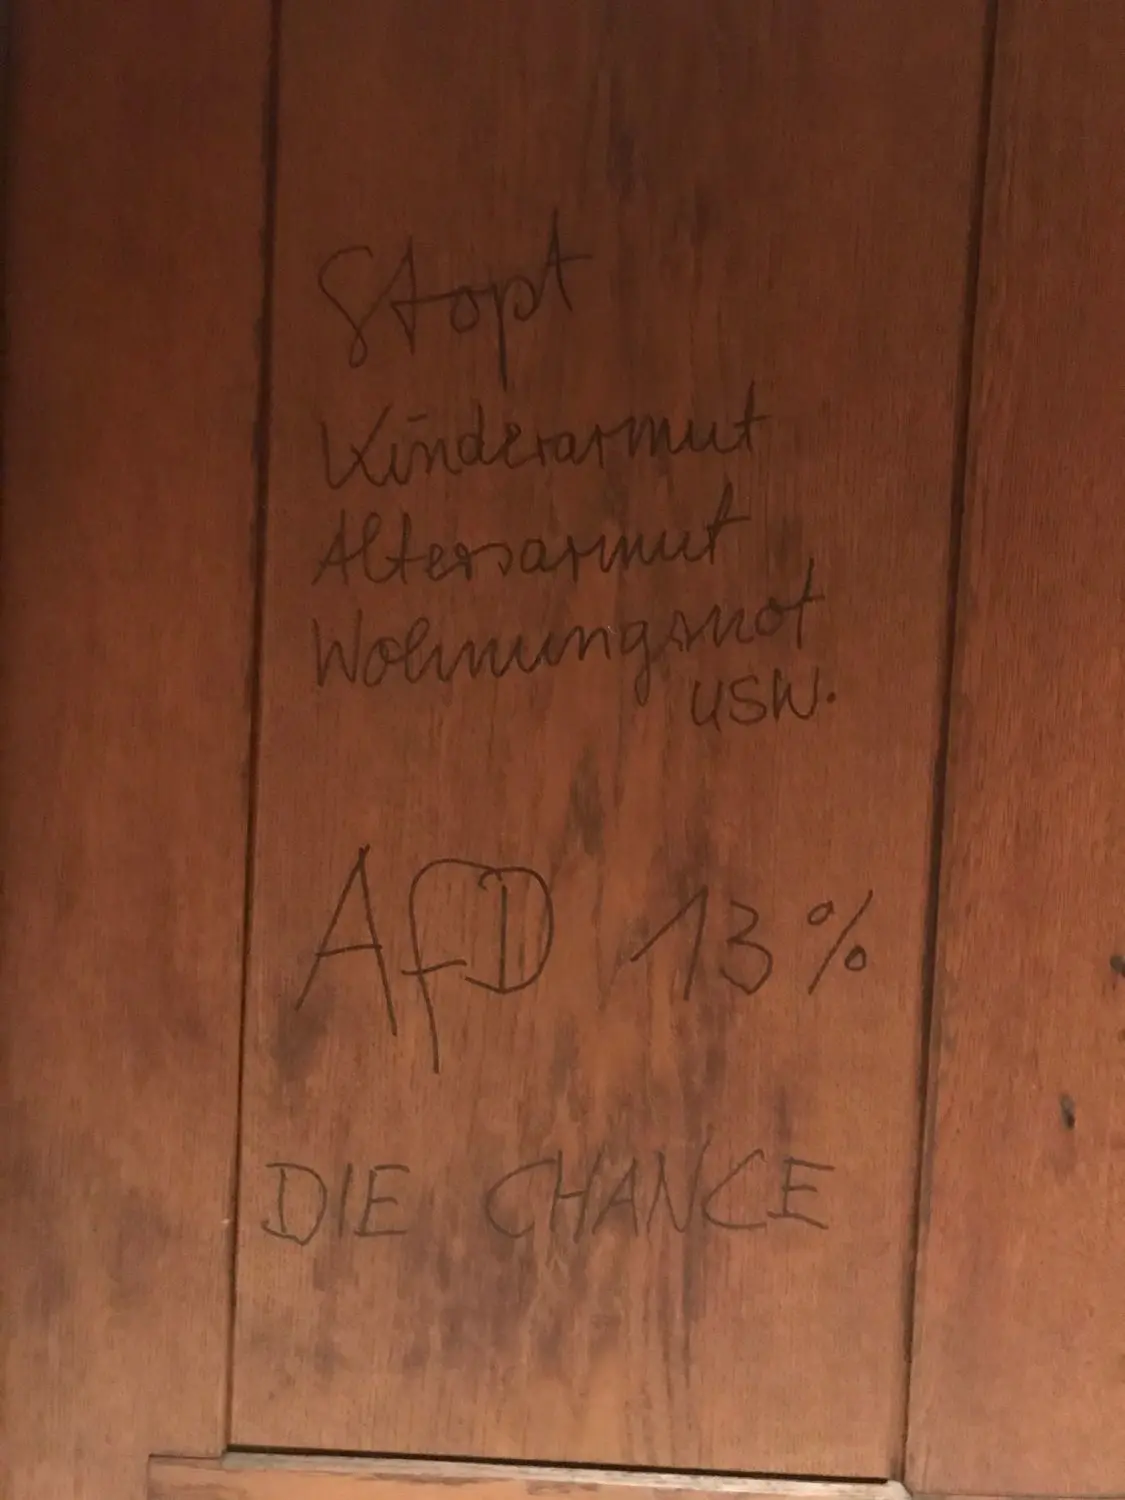 Stopt
Kinderarmut
Altersarmut
Wohnungsnot
usw.
AfD 13%
DIE CHANCE